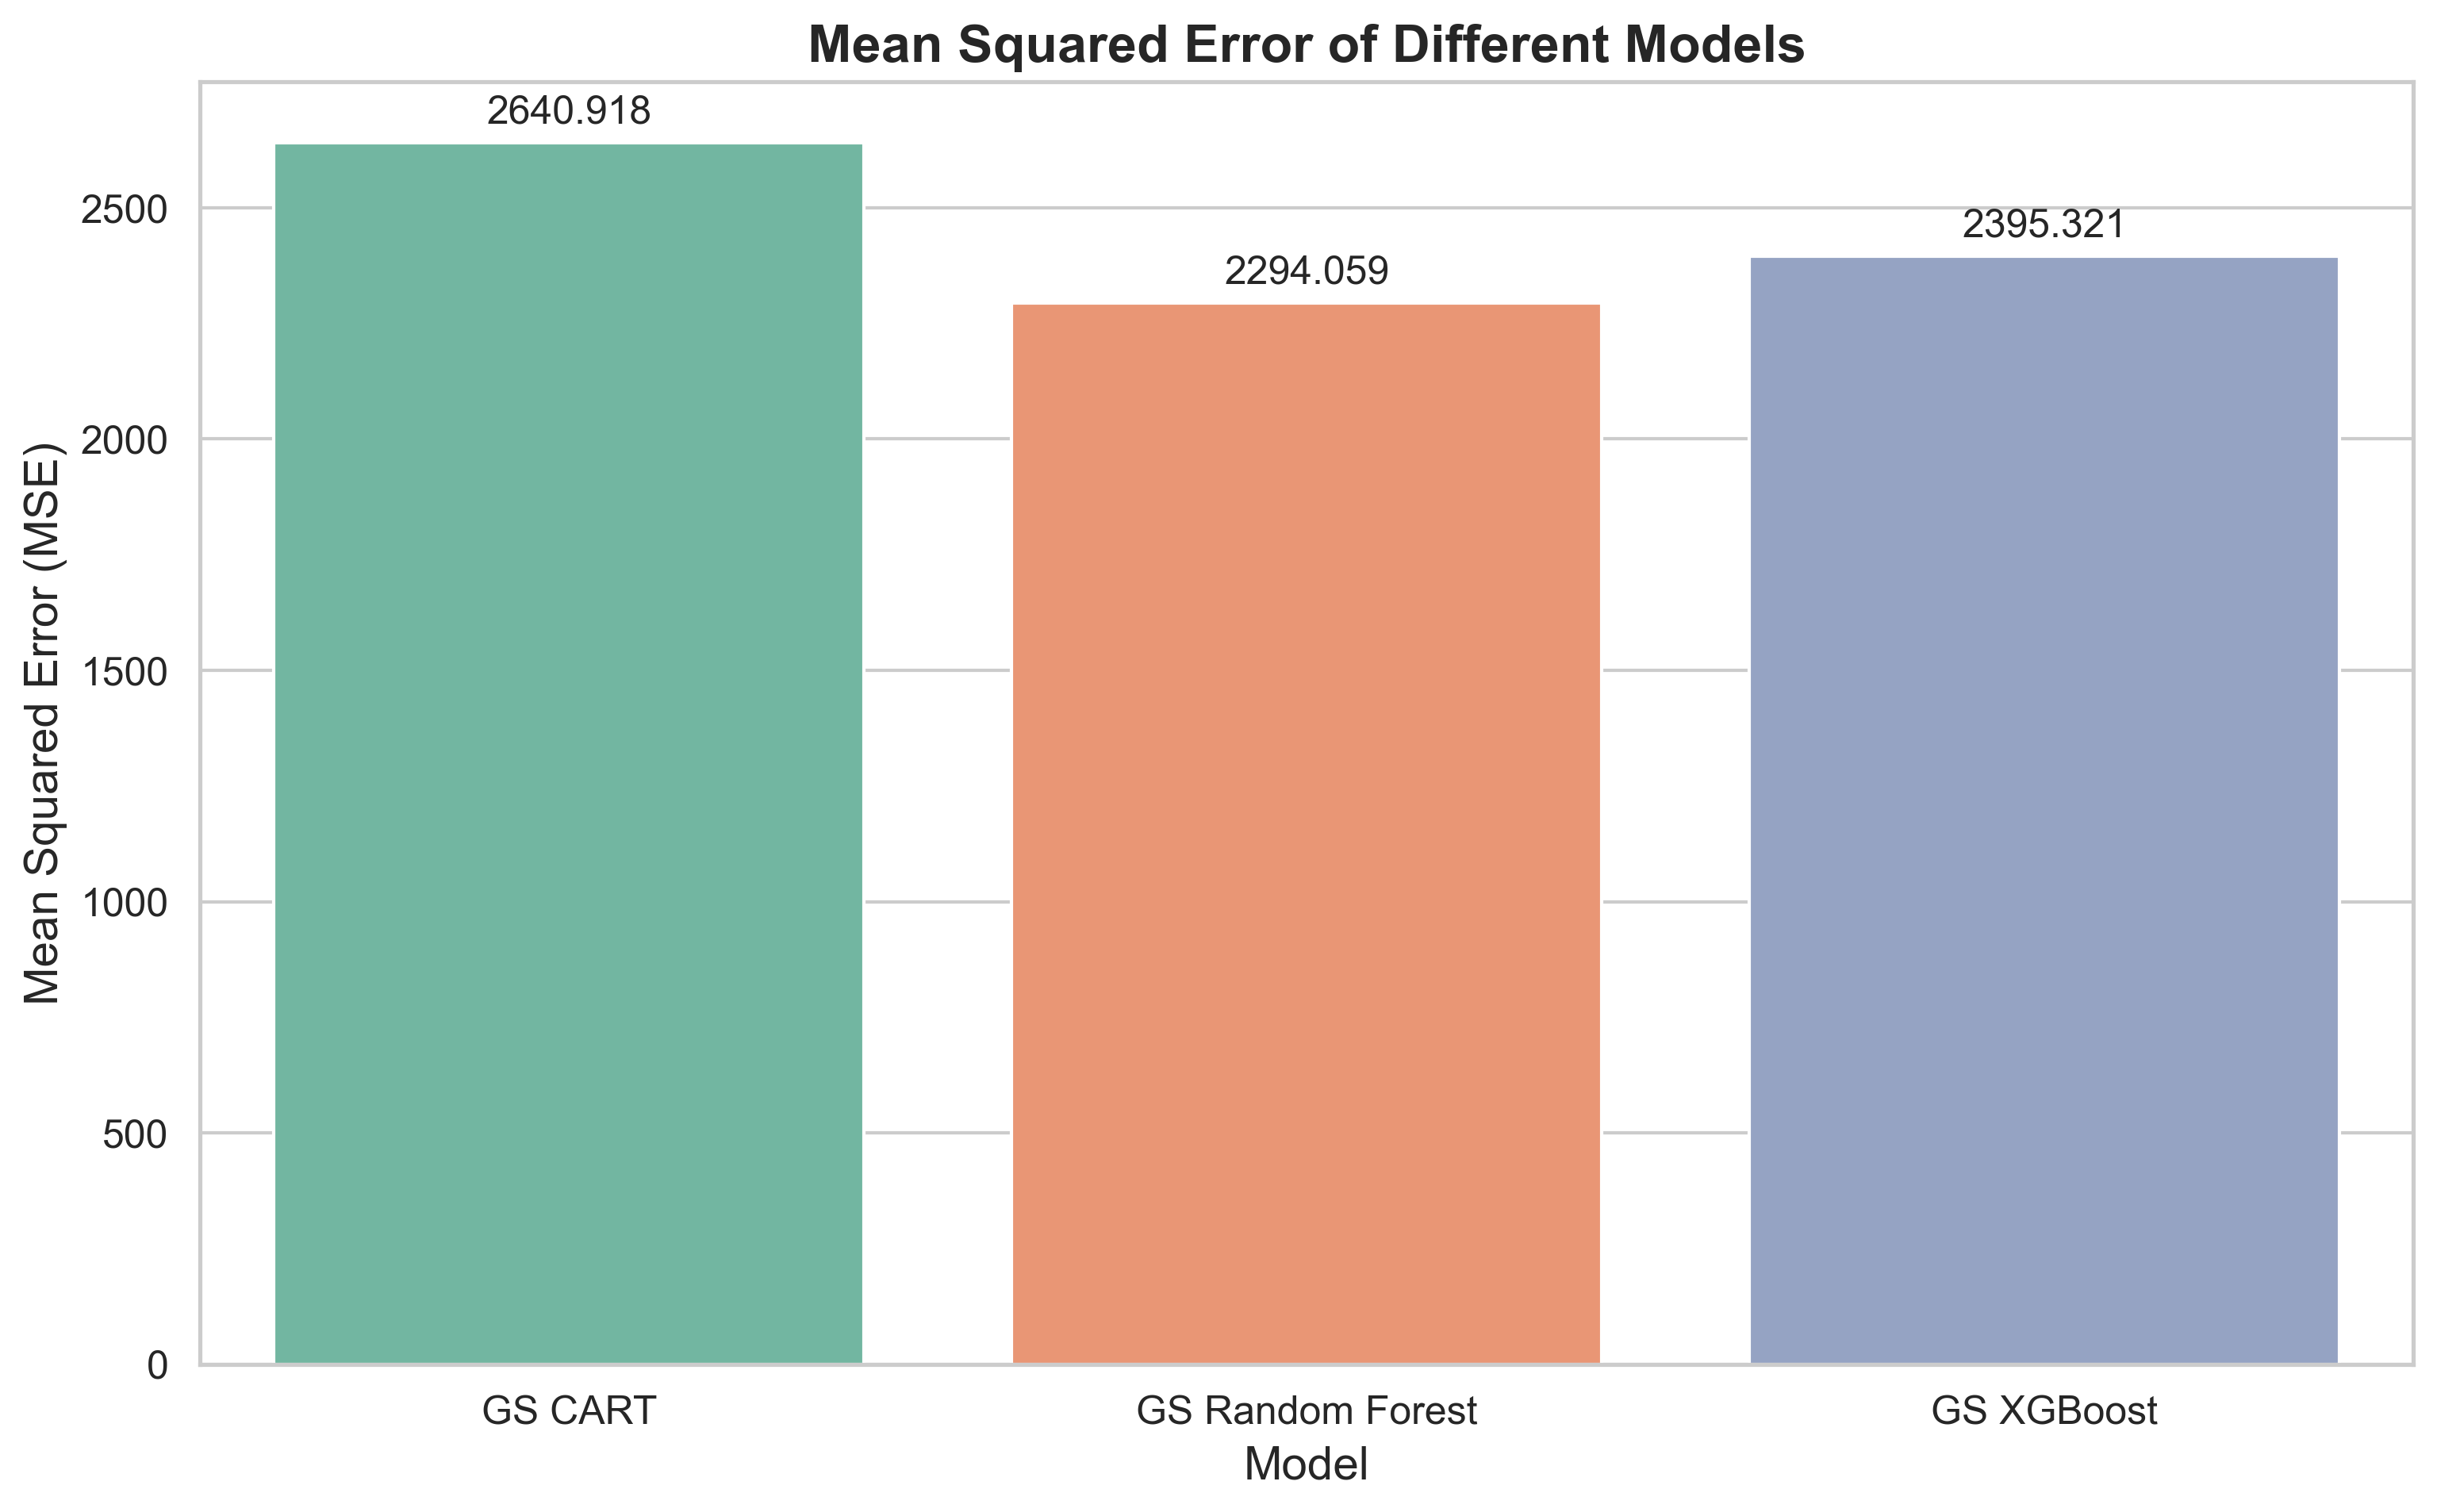 Mean Squared Error of Different Models
2640.918
2294.059
2395.321
Mean Squared Error (MSE)
2500
2000
1500
1000
500
0
GS CART
GS Random Forest
GS XGBoost
Model